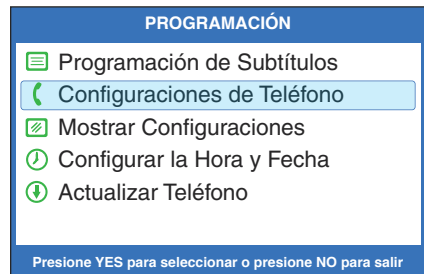 PROGRAMACIÓN
Programación de Subtítulos
Configuraciones de Teléfono
Mostrar Configuraciones
Configurar la Hora y Fecha
Actualizar Teléfono
Presione YES para seleccionar o presione NO para salir